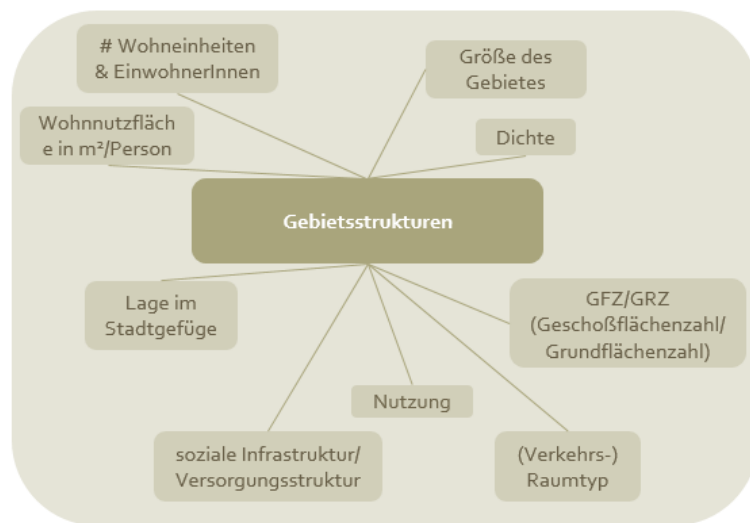 # Wohneinheiten
& EinwohnerInnen
Größe des
Gebietes
Wohnnutzfläch
e in m²/Person
Dichte
Gebietsstrukturen
Lage im
Stadtgefüge
GFZ/GRZ
(Geschoßflächenzahl/
Grundflächenzahl)
Nutzung
soziale Infrastruktur/
Versorgungsstruktur
(Verkehrs-)
Raumtyp